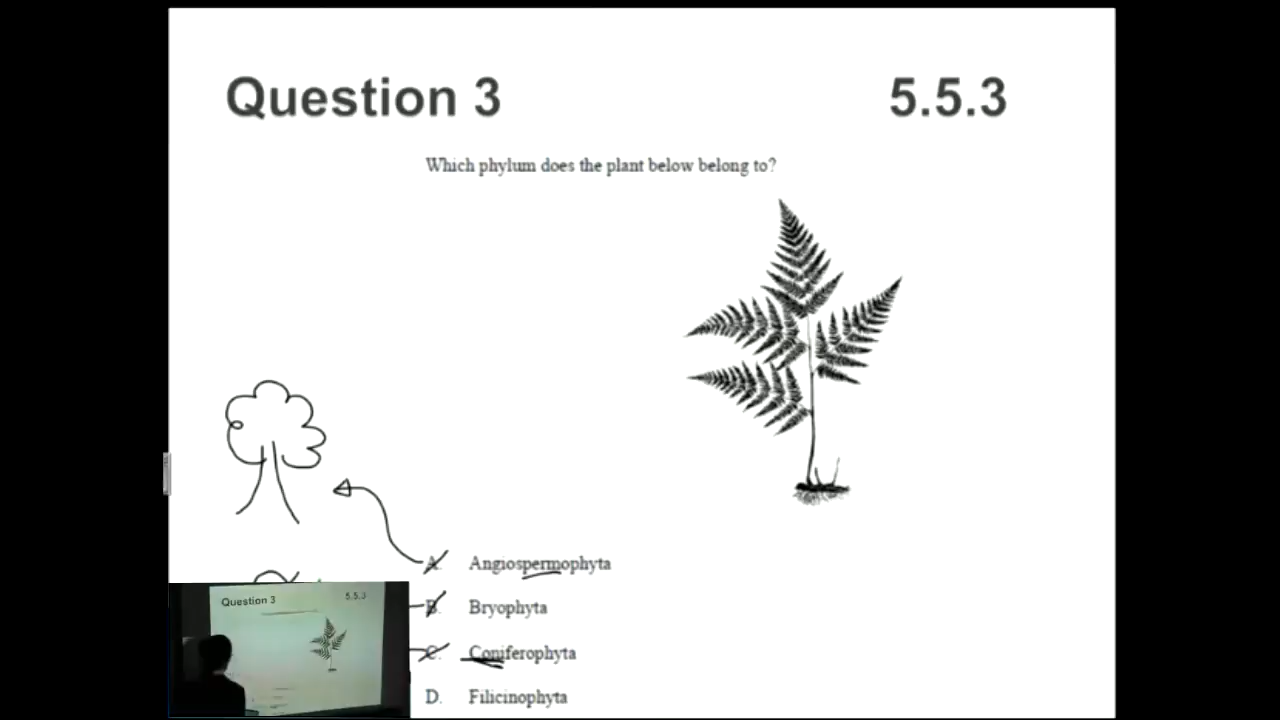 Question 3
5.5.3
Which phylum does the plant below belong to?
A. Angiospermophyta
B. Bryophyta
C. Coniferophyta
D. Filicinophyta
Question 3
5.5.3